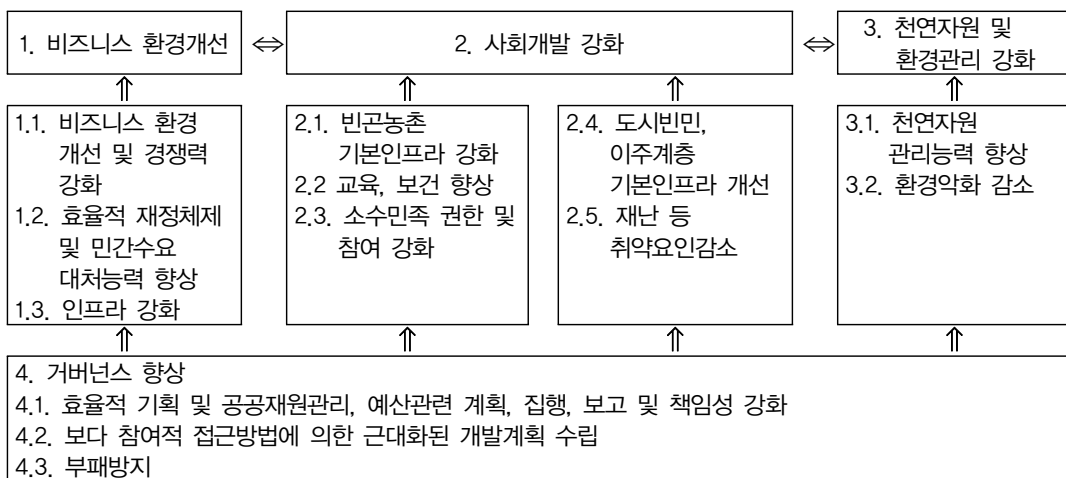 1. 비즈니스 환경개선
⇔
2. 사회개발 강화
⇔
3. 천연자원 및
환경관리 강화
⇑ ⇑ ⇑ ⇑
1.1. 비즈니스 환경
개선 및 경쟁력
강화
1.2. 효율적 재정체제
및 민간수요
대처능력 향상
1.3. 인프라 강화
2.1. 빈곤농촌
기본인프라 강화
2.2 교육, 보건 향상
2.3. 소수민족 권한 및
참여 강화
2.4. 도시빈민,
이주계층
기본인프라 개선
2.5. 재난 등
취약요인감소
3.1. 천연자원
관리능력 향상
3.2. 환경악화 감소
⇑ ⇑ ⇑ ⇑
4. 거버넌스 향상
4.1. 효율적 기획 및 공공재원관리, 예산관련 계획, 집행, 보고 및 책임성 강화
4.2. 보다 참여적 접근방법에 의한 근대화된 개발계획 수립
4.3. 부패방지